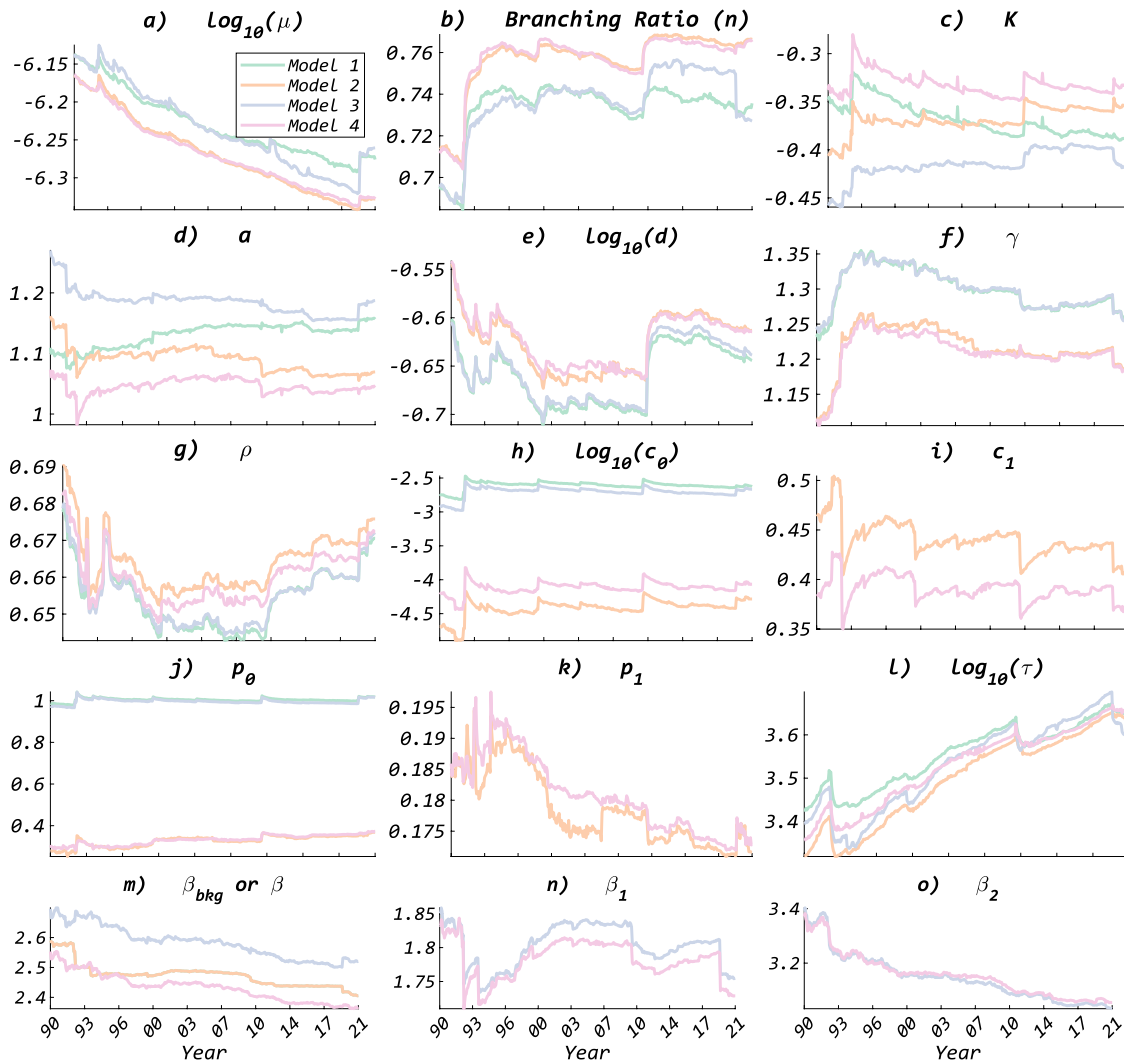 a) log10(μ)
b) Branching Ratio (n)
c) K
-6.15
-6.2
-6.25
-6.3
Model 1
Model 2
Model 3
Model 4
0.76
0.74
0.72
0.7
-0.3
-0.35
-0.4
-0.45
d) a
e) log10(d)
f) γ
1.2
1.1
1
-0.55
-0.6
-0.65
-0.7
1.35
1.3
1.25
1.2
1.15
g) ρ
h) log10(c0)
i) c1
0.69
0.68
0.67
0.66
0.65
-2.5
-3
-3.5
-4
-4.5
0.5
0.45
0.4
0.35
j) p0
k) p1
l) log10(τ)
1
0.8
0.6
0.4
0.195
0.19
0.185
0.18
0.175
3.6
3.5
3.4
m) βbkg or β
n) β1
o) β2
2.6
2.5
2.4
1.85
1.8
1.75
3.4
3.2
90 93 96 00 03 06 10 14 18 21
Year
90 93 96 00 03 06 10 14 18 21
Year
90 93 96 00 03 06 10 14 18 21
Year